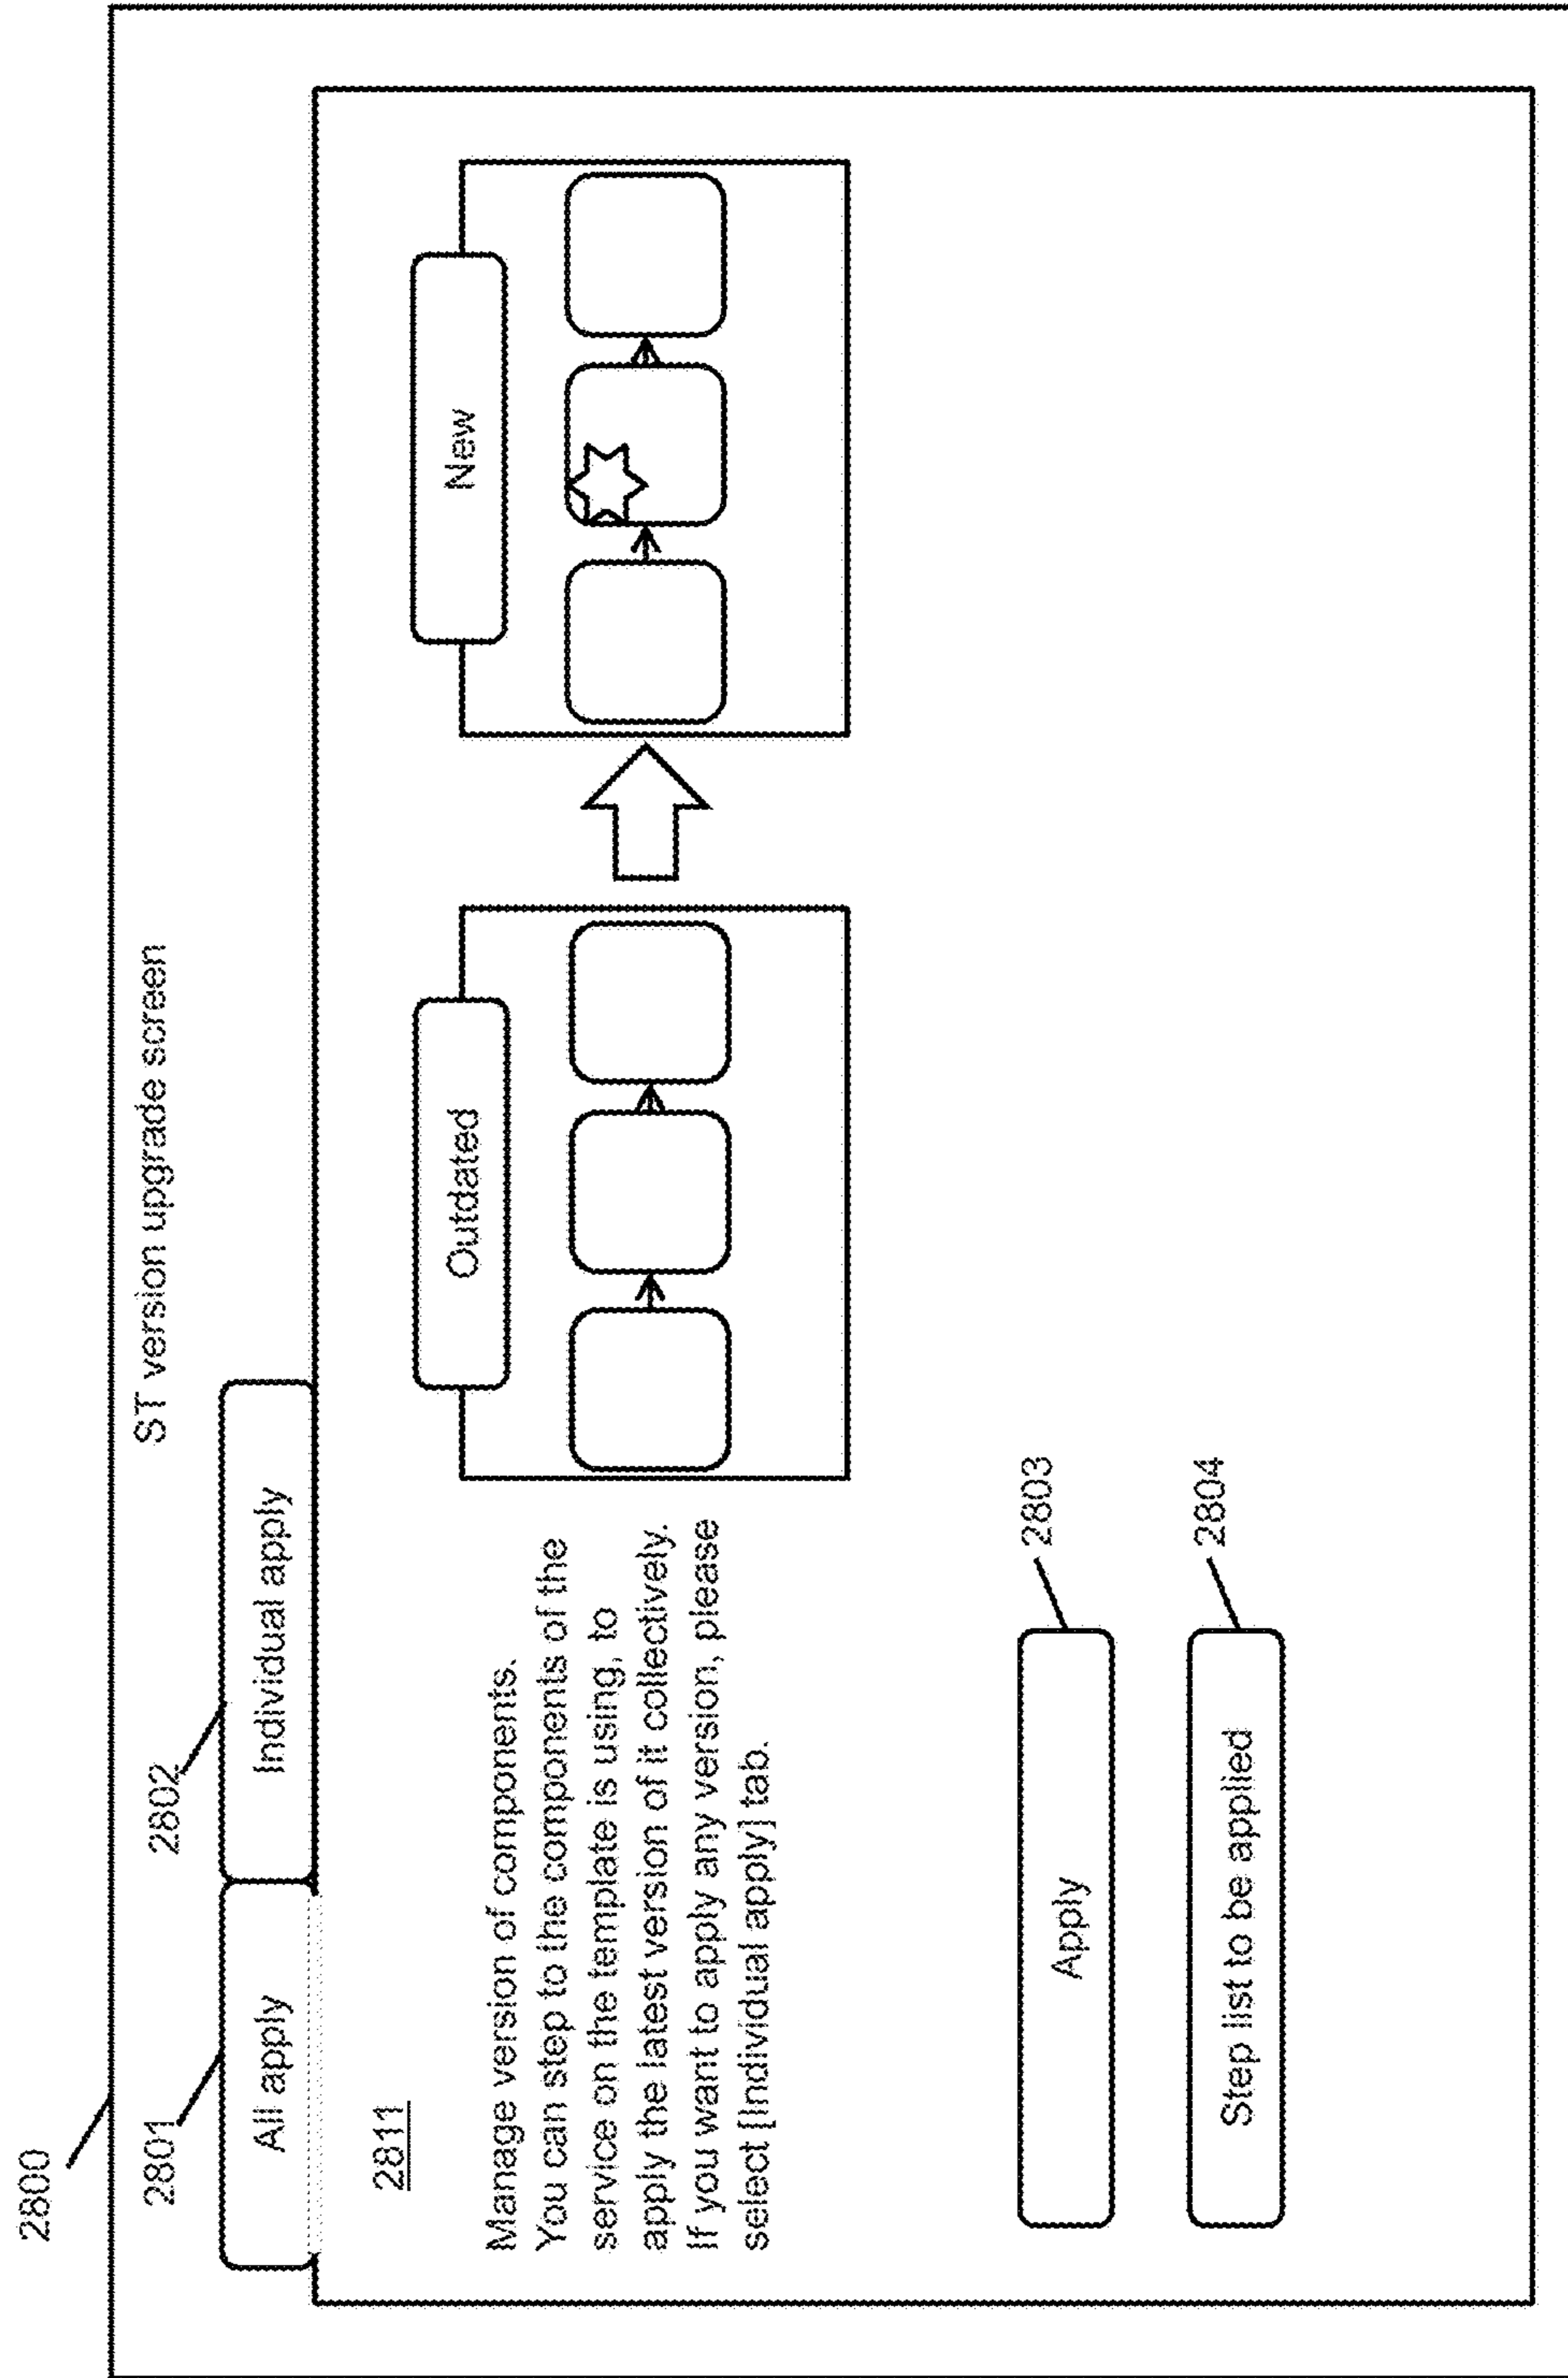 2800
ST version upgrade screen
2801
2802
All apply
Individual apply
2811
Manage version of components.
You can step to the components of the
service on the template is using, to
apply the latest version of it collectively.
If you want to apply any version, please
select [Individual apply] tab.
Outdated
New
Apply
2803
Step list to be applied
2804